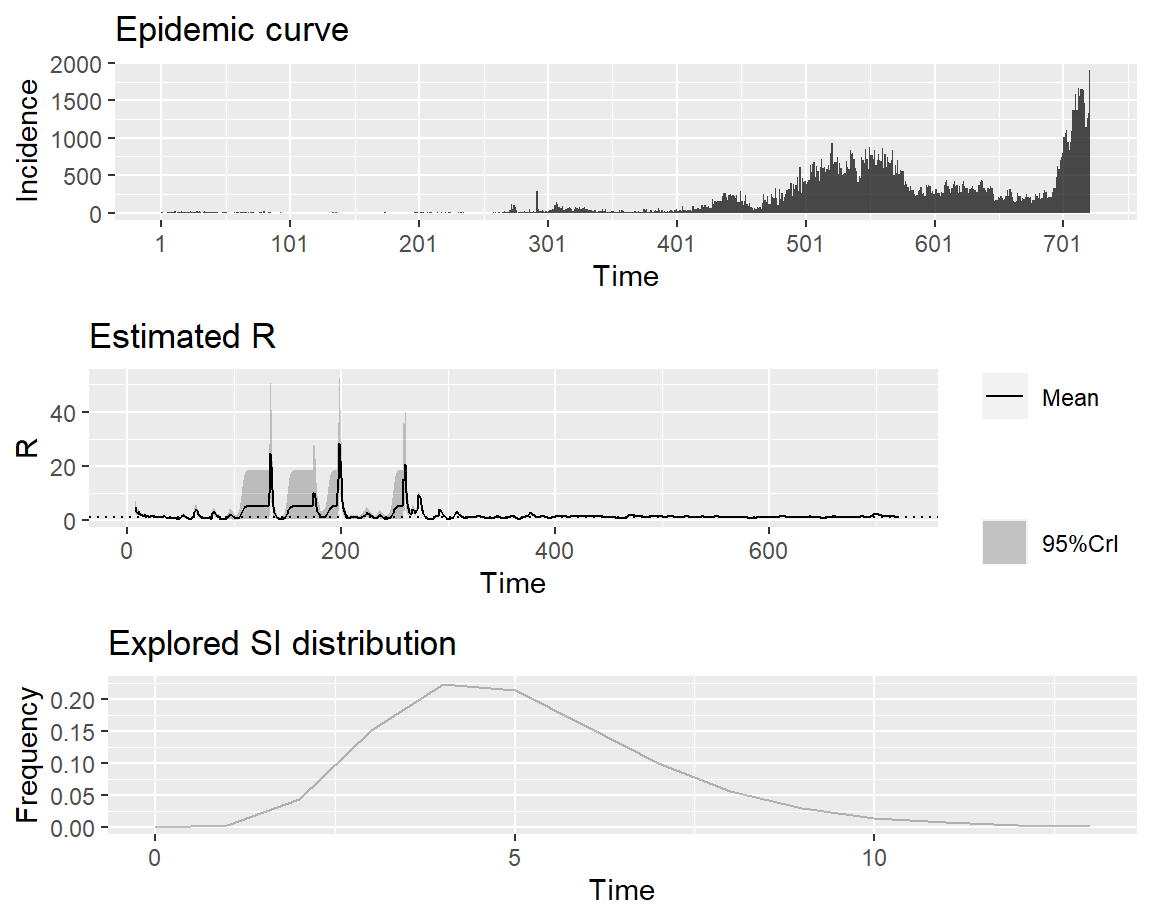 Epidemic curve
2000
1500
1000
500
0
Incidence
1 101 201 301 401 501 601 701
Time
Estimated R
40
20
0
R
0 200 400 600
Time
Mean
95%CrI
Explored SI distribution
0.20
0.15
0.10
0.05
0.00
Frequency
0 5 10
Time